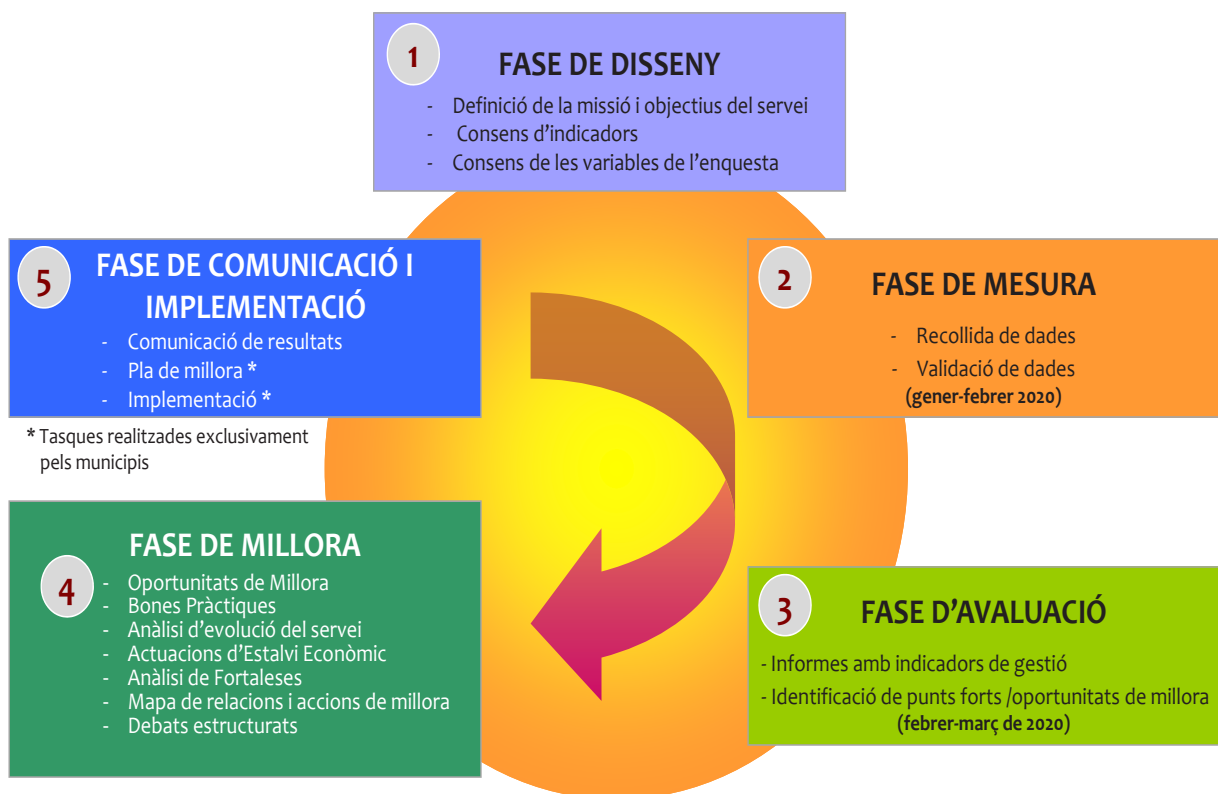 1
FASE DE DISSENY
- Definició de la missió i objectius del servei
- Consens d'indicadors
- Consens de les variables de l'enquesta
2
FASE DE MESURA
- Recollida de dades
- Validació de dades
(gener-febrer 2020)
3
FASE D'AVALUACIÓ
- Informes amb indicadors de gestió
- Identificació de punts forts /oportunitats de millora
(febrer-març de 2020)
4
FASE DE MILLORA
- Oportunitats de Millora
- Bones Pràctiques
- Anàlisi d'evolució del servei
- Actuacions d'Estalvi Econòmic
- Anàlisi de Fortaleses
- Mapa de relacions i accions de millora
- Debats estructurats
5
FASE DE COMUNICACIÓ I
IMPLEMENTACIÓ
- Comunicació de resultats
- Pla de millora *
- Implementació *
* Tasques realitzades exclusivament
pels municipis